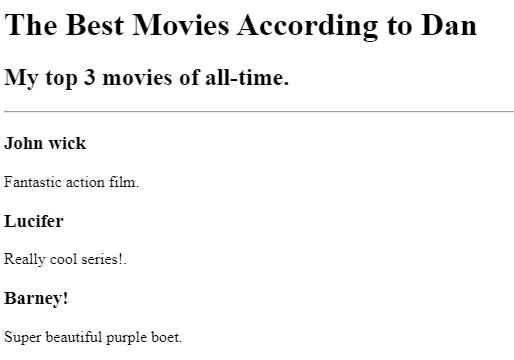 The Best Movies According to Dan
My top 3 movies of all-time.
John wick
Fantastic action film.
Lucifer
Really cool series!.
Barney!
Super beautiful purple boet.